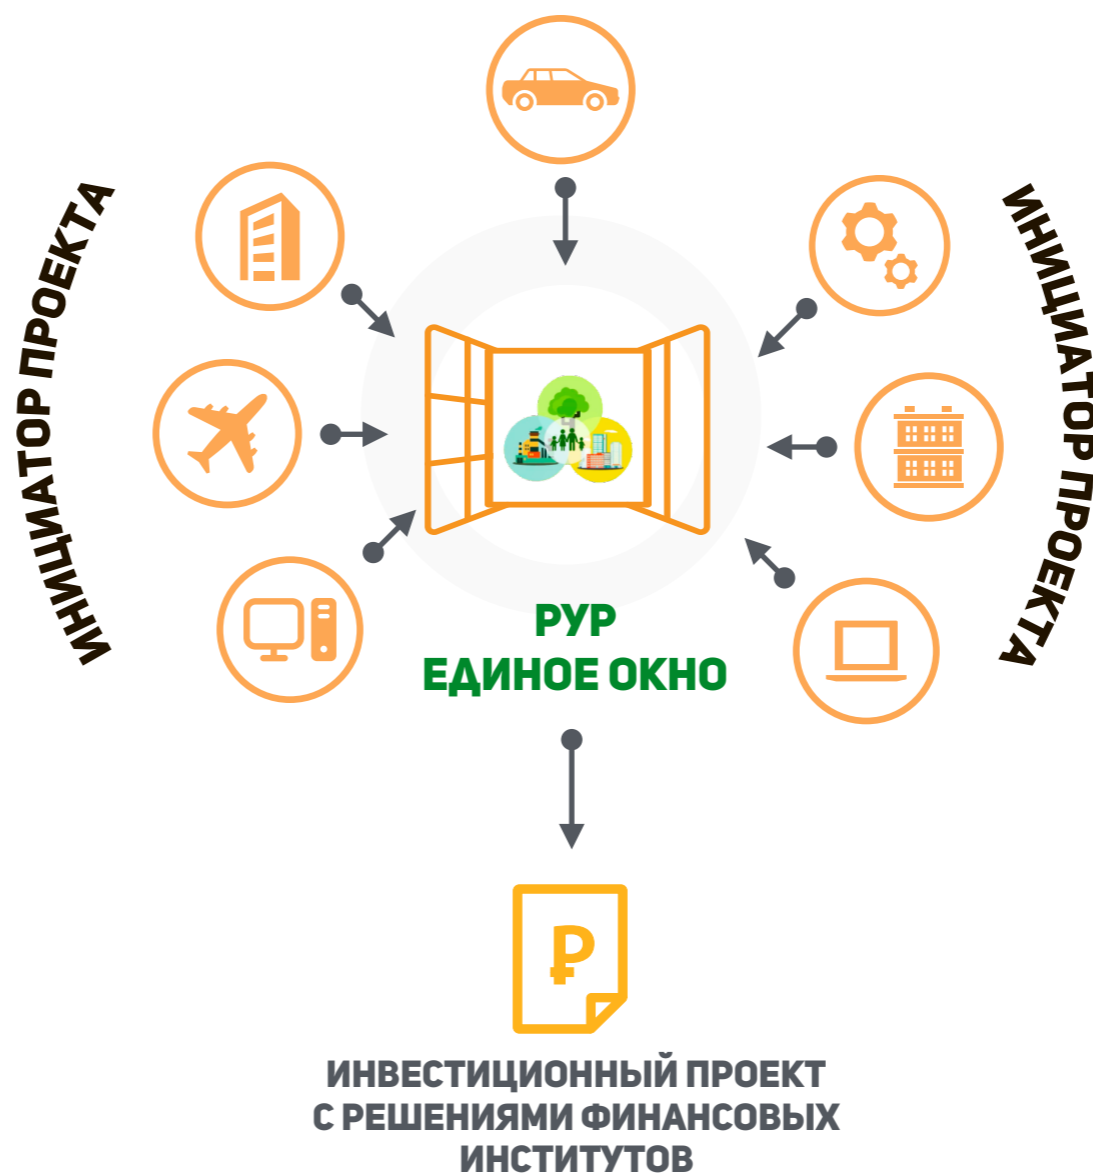 ИНИЦИАТОР ПРОЕКТА
ИНИЦИАТОР ПРОЕКТА
РУР
ЕДИНОЕ ОКНО
₽
ИНВЕСТИЦИОННЫЙ ПРОЕКТ
С РЕШЕНИЯМИ ФИНАНСОВЫХ
ИНСТИТУТОВ